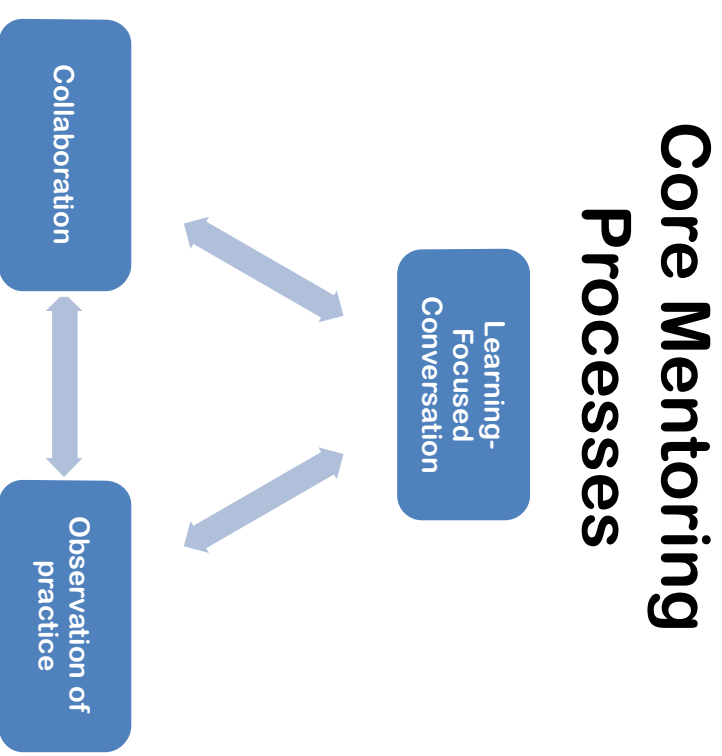 Core Mentoring
Processes
Learning-
Focused
Conversation
Collaboration
Observation of
practice